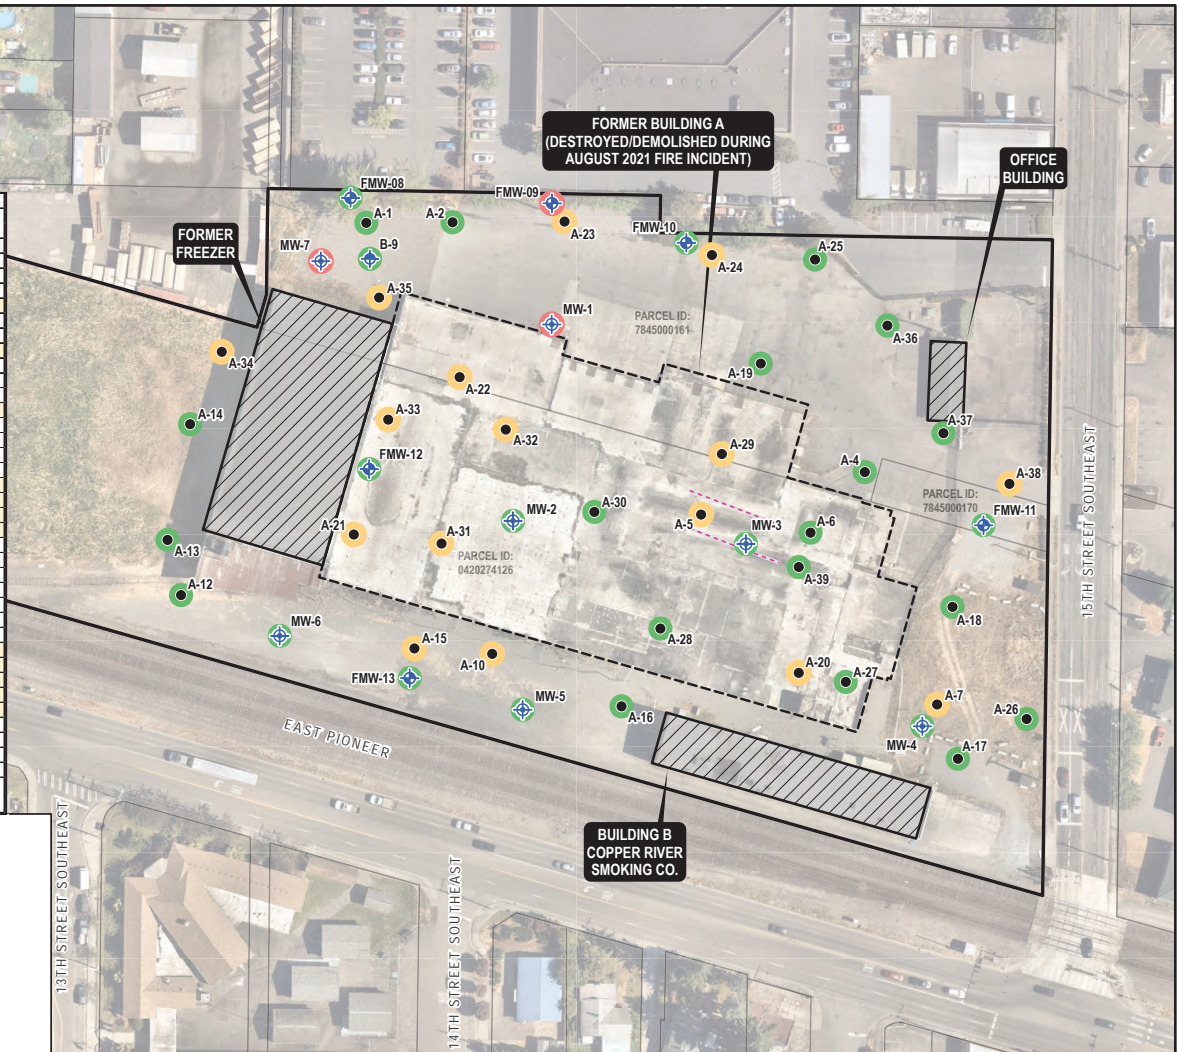 FORMER BUILDING A
(DESTROYED/DEMOLISHED DURING
AUGUST 2021 FIRE INCIDENT)
OFFICE
BUILDING
FORMER
FREEZER
FMW-08
FMW-09
A-1
A-2
A-23
FMW-10
A-25
MW-7
B-9
A-24
A-35
MW-1
PARCEL ID:
7845000161
A-36
A-34
A-19
A-22
A-14
A-33
A-32
A-37
A-29
FMW-12
A-4
A-38
PARCEL ID:
7845000170
A-30
MW-2
A-5
MW-3
A-6
FMW-11
A-21
A-31
A-13
PARCEL ID:
0420274126
A-39
A-12
A-18
MW-6
A-28
A-15
A-10
FMW-13
A-20
A-27
MW-5
A-16
A-7
A-26
MW-4
A-17
EAST PIONEER
15TH STREET SOUTHEAST
BUILDING B
COPPER RIVER
SMOKING CO.
13TH STREET SOUTHEAST
14TH STREET SOUTHEAST